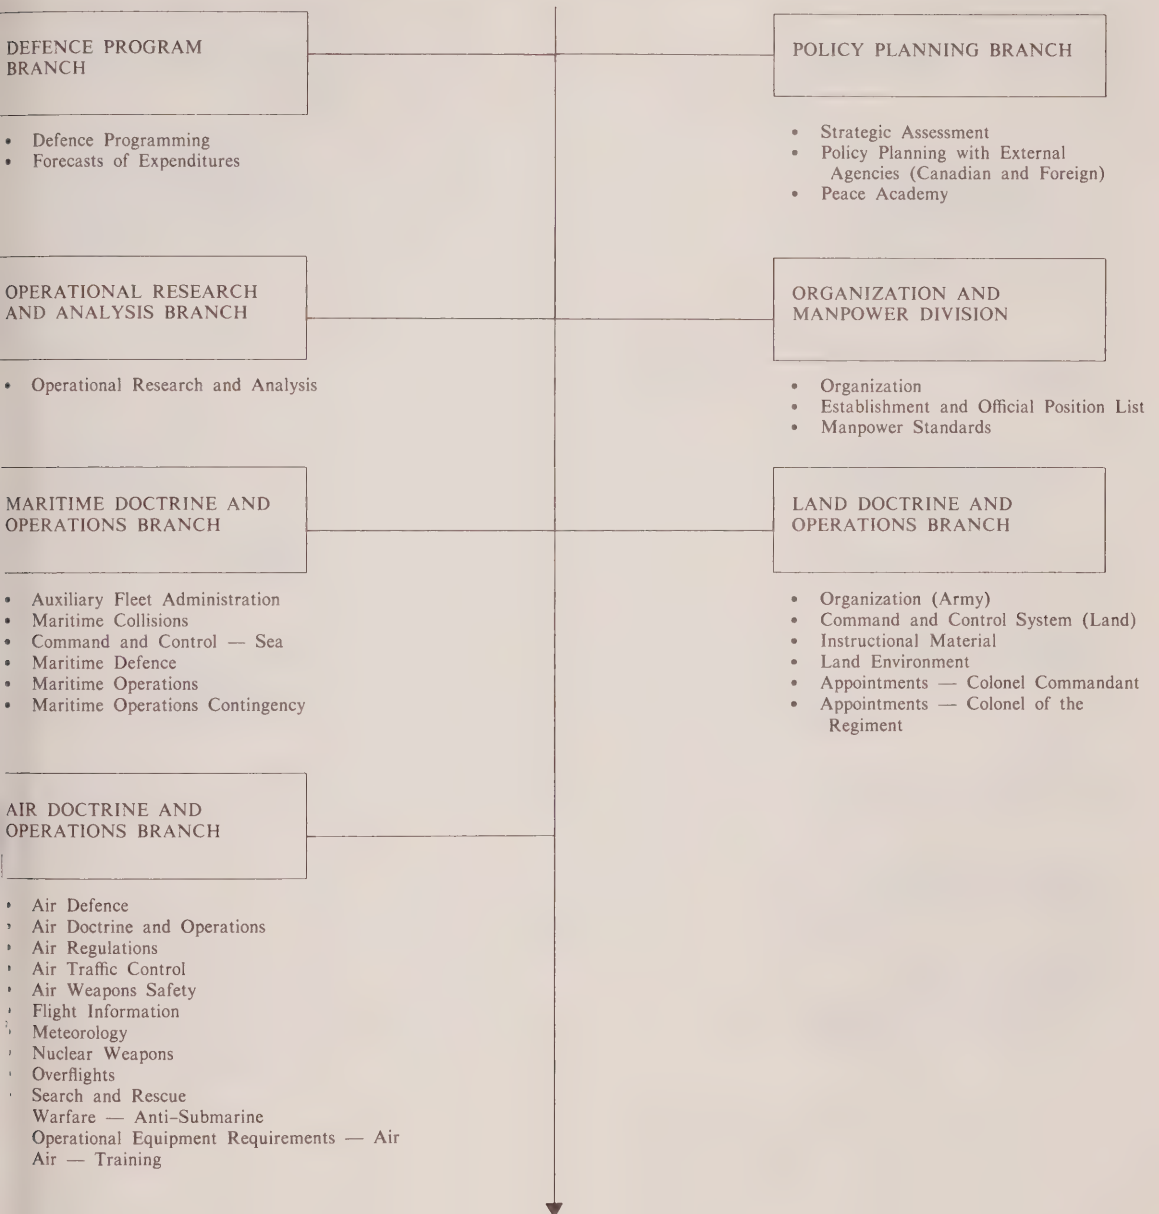 DEFENCE PROGRAM
BRANCH
• Defence Programming
• Forecasts of Expenditures
POLICY PLANNING BRANCH
• Strategic Assessment
• Policy Planning with External
Agencies (Canadian and Foreign)
• Peace Academy
OPERATIONAL RESEARCH
AND ANALYSIS BRANCH
• Operational Research and Analysis
ORGANIZATION AND
MANPOWER DIVISION
• Organization
• Establishment and Official Position List
• Manpower Standards
MARITIME DOCTRINE AND
OPERATIONS BRANCH
• Auxiliary Fleet Administration
• Maritime Collisions
• Command and Control — Sea
• Maritime Defence
• Maritime Operations
• Maritime Operations Contingency
LAND DOCTRINE AND
OPERATIONS BRANCH
• Organization (Army)
• Command and Control System (Land)
• Instructional Material
• Land Environment
• Appointments — Colonel Commandant
• Appointments — Colonel of the
Regiment
AIR DOCTRINE AND
OPERATIONS BRANCH
• Air Defence
• Air Doctrine and Operations
• Air Regulations
• Air Traffic Control
• Air Weapons Safety
• Flight Information
• Meteorology
• Nuclear Weapons
• Overflights
• Search and Rescue
Warfare — Anti-Submarine
Operational Equipment Requirements — Air
Air — Training